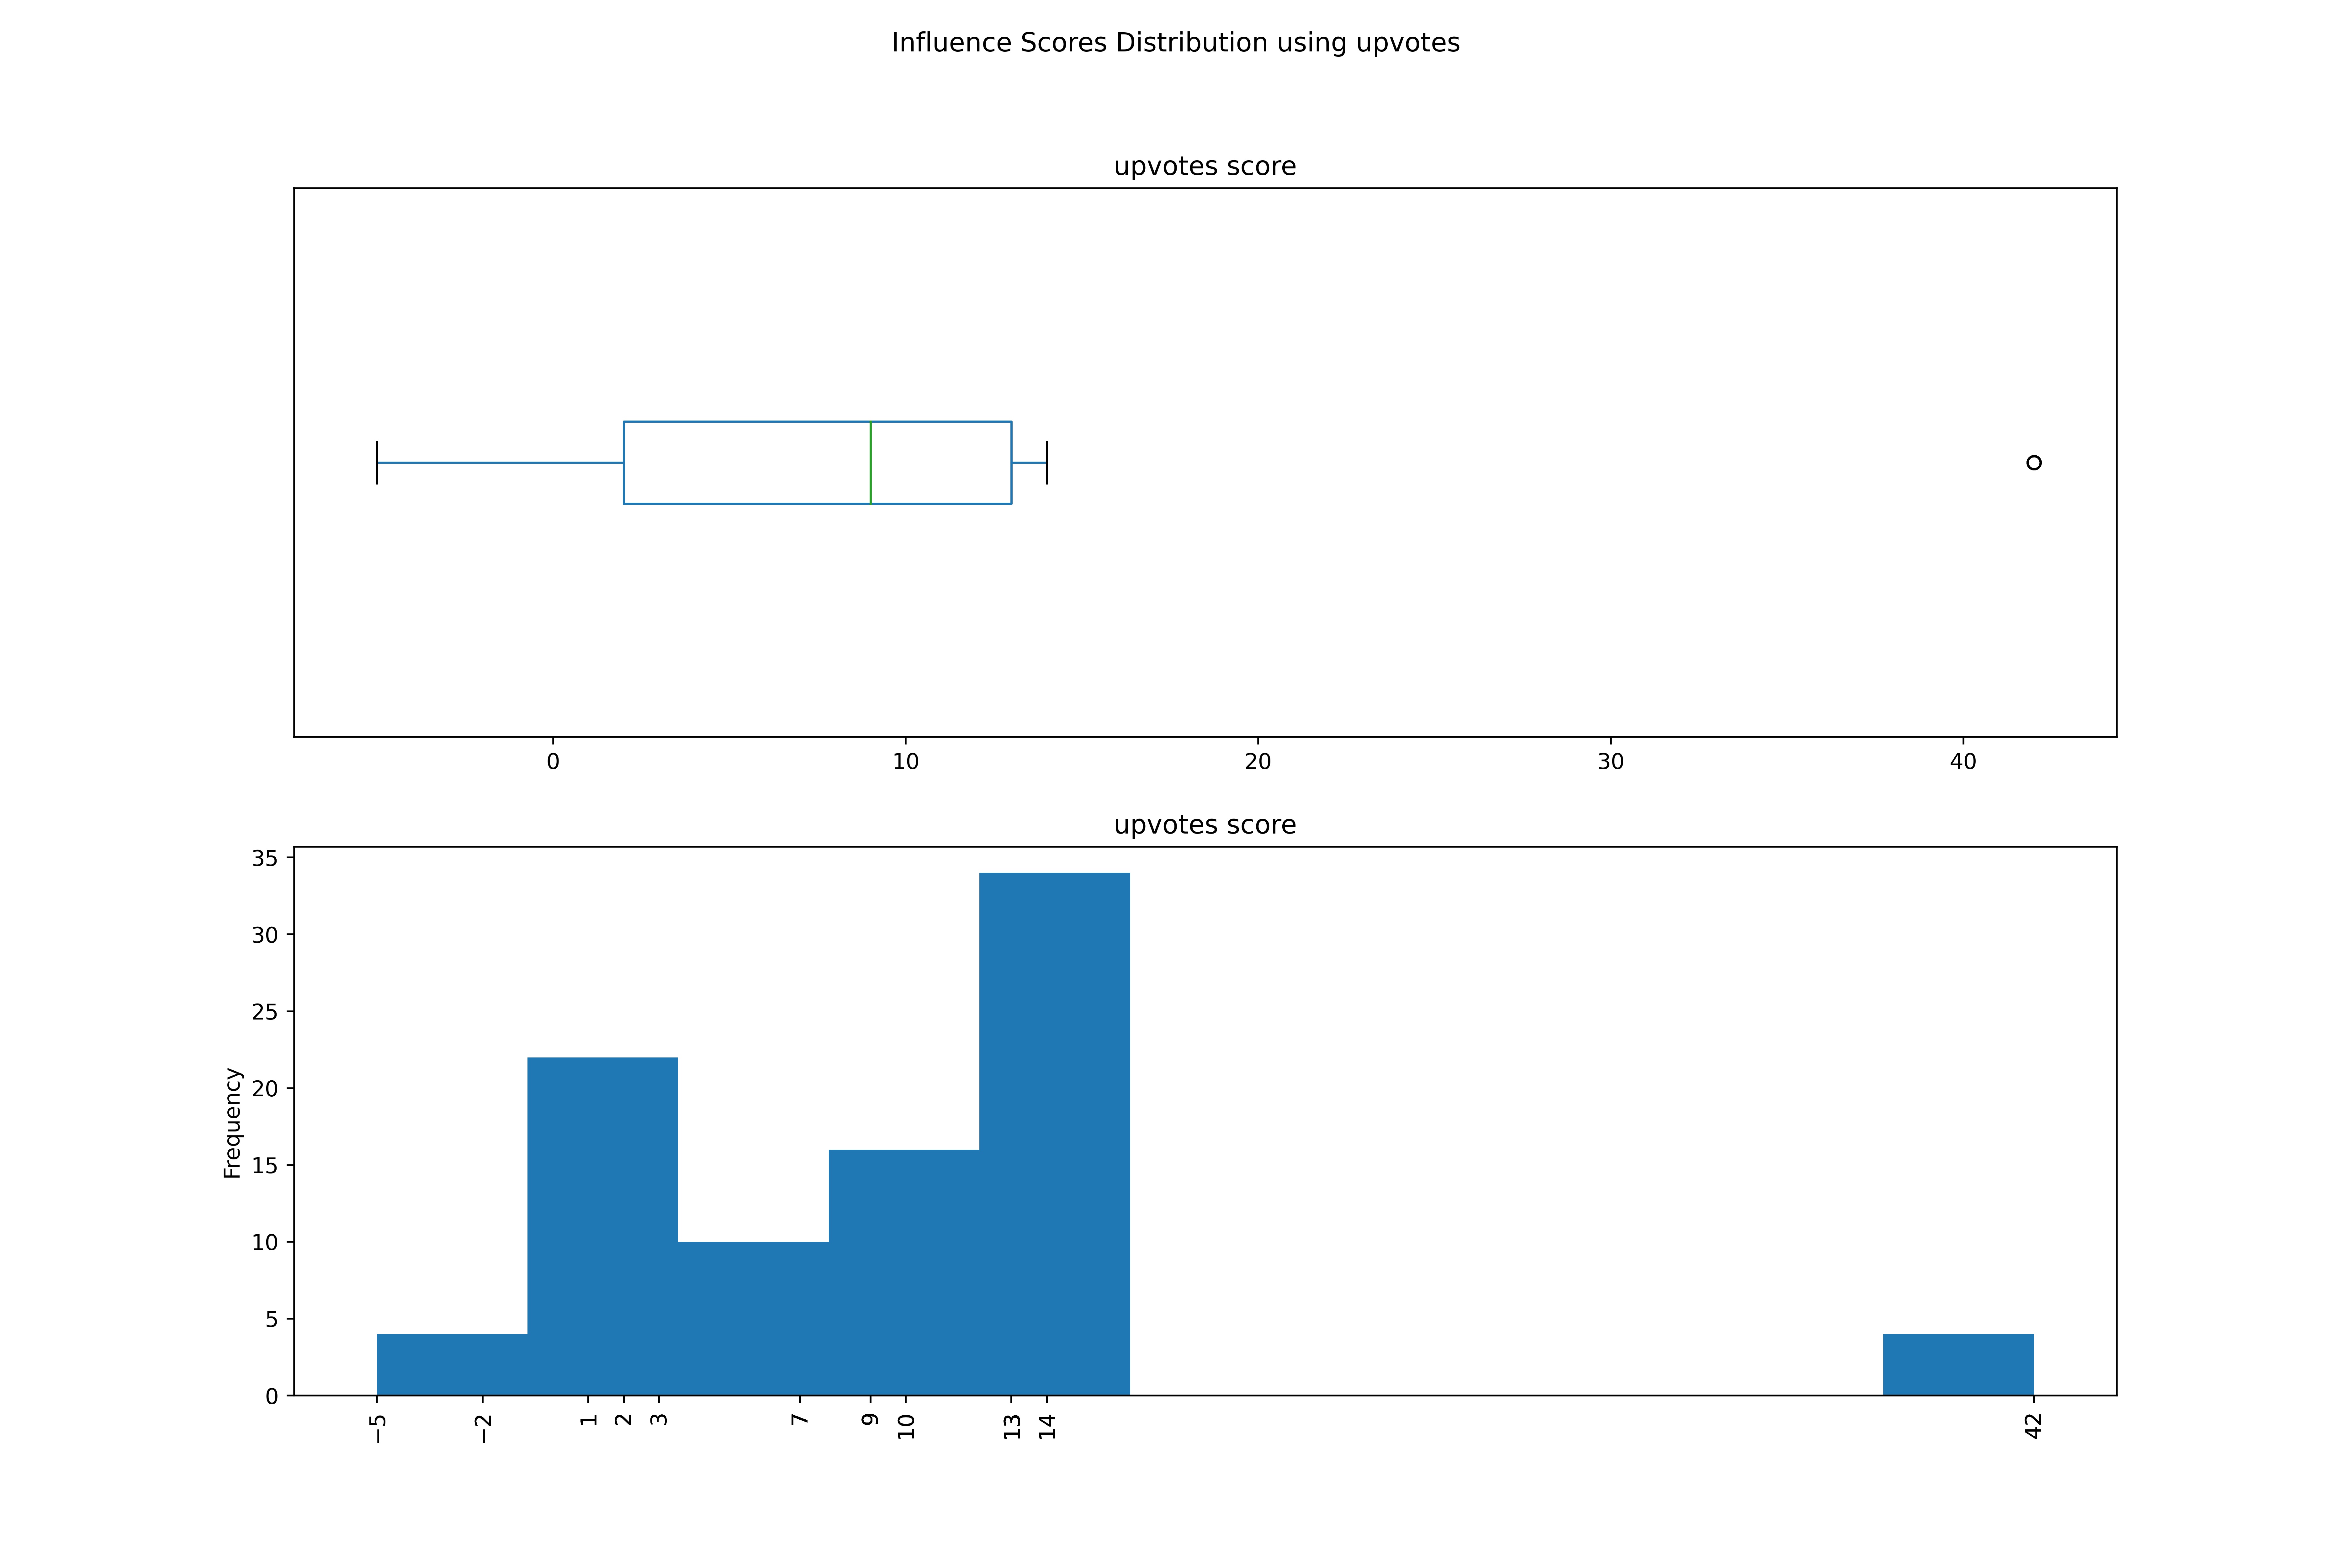 Influence Scores Distribution using upvotes
upvotes score
0 10 20 30 40
upvotes score
Frequency
35
30
25
20
15
10
5
0
−5 −2 1 2 3 7 9 10 13 14 42